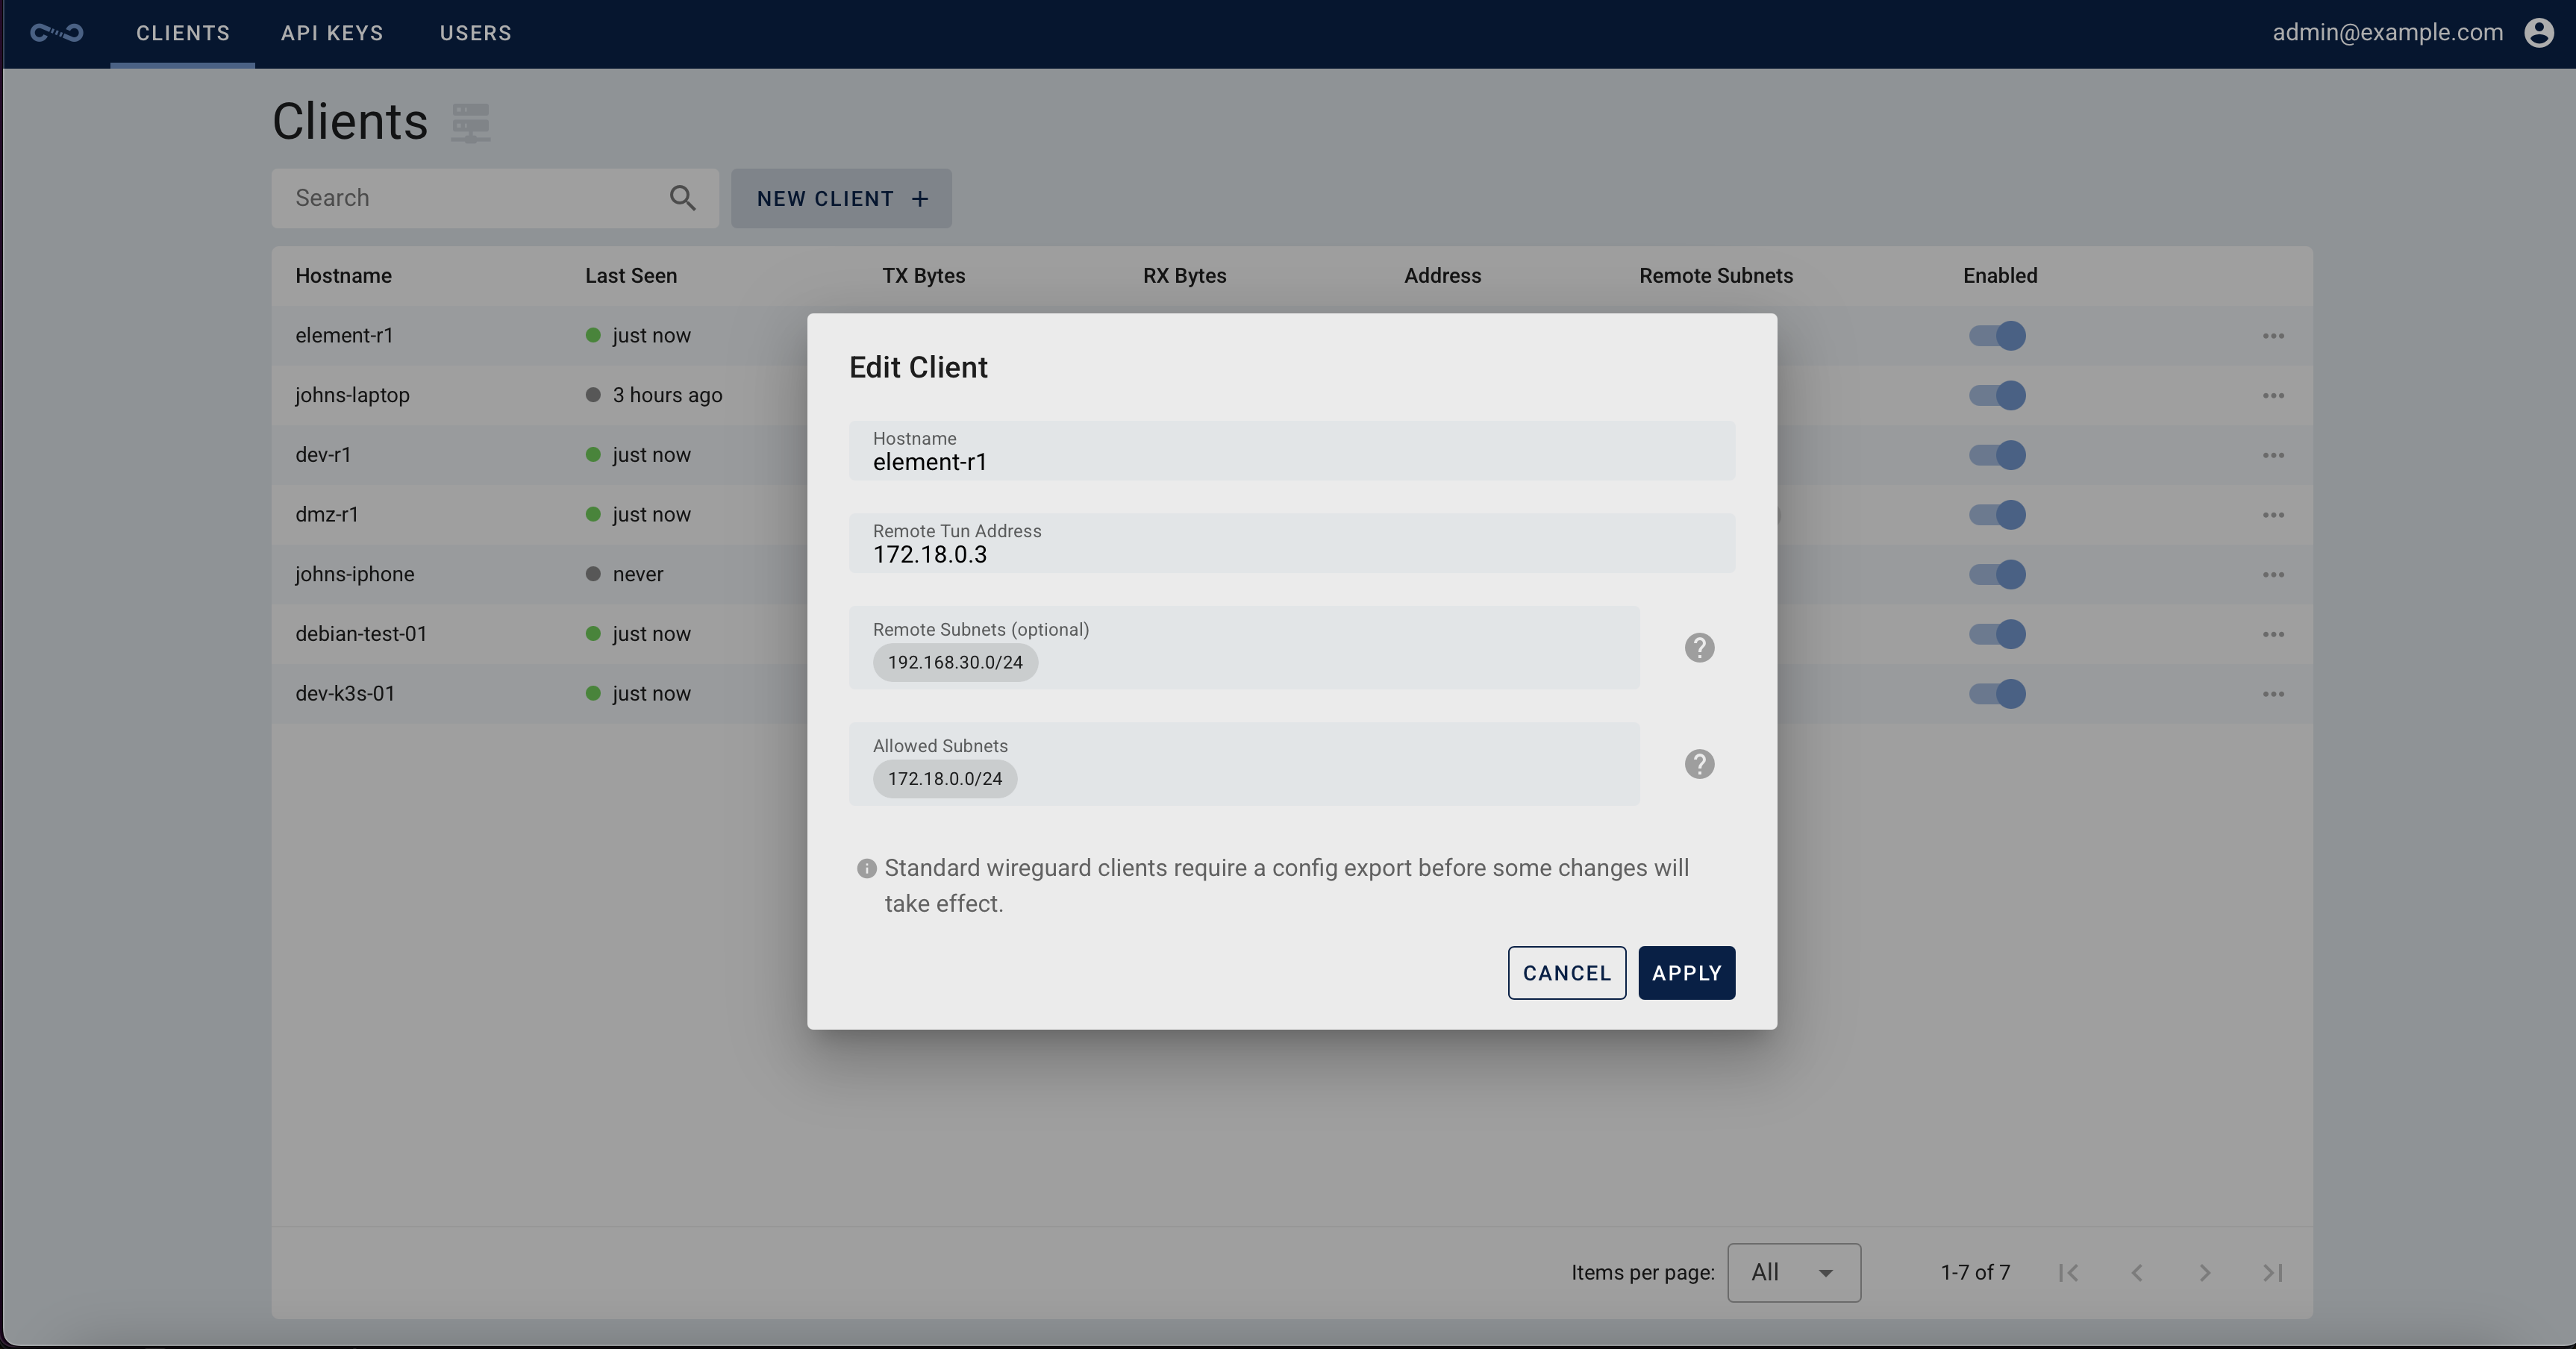 CLIENTS API KEYS USERS admin@example.com
Clients
Search NEW CLIENT +
Hostname Last Seen TX Bytes RX Bytes Address Remote Subnets Enabled
element-r1 just now
johns-laptop 3 hours ago
dev-r1 just now
dmz-r1 just now
johns-iphone never
debian-test-01 just now
dev-k3s-01 just now
Edit Client
Hostname
element-r1
Remote Tun Address
172.18.0.3
Remote Subnets (optional)
192.168.30.0/24
Allowed Subnets
172.18.0.0/24
Standard wireguard clients require a config export before some changes will
take effect.
CANCEL APPLY
Items per page: All 1-7 of 7